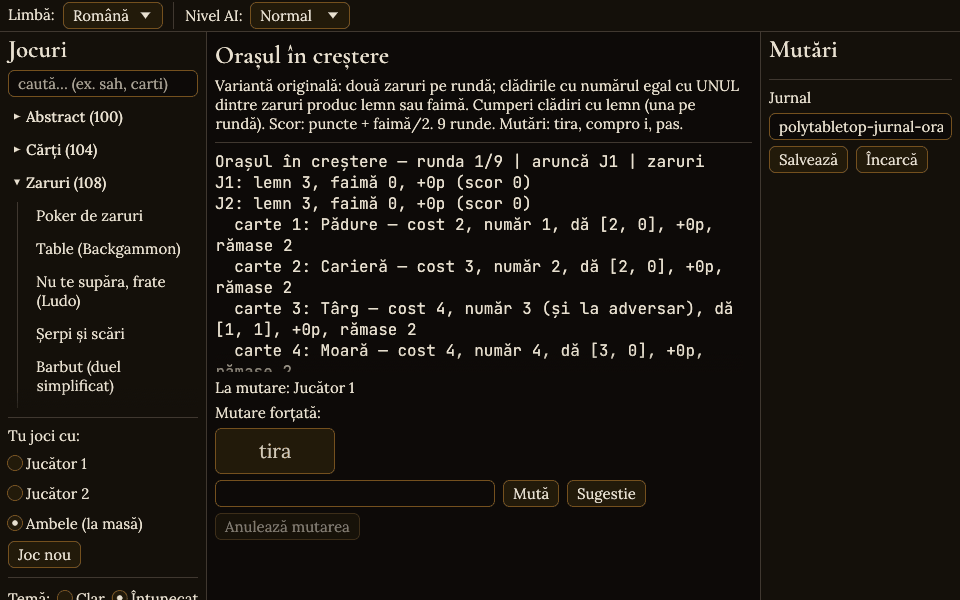 Limbă: Română ▼ Nivel AI: Normal ▼
Jocuri
caută... (ex. sah, carti)
▸ Abstract (100)
▸ Cărți (104)
▾ Zaruri (108)
Poker de zaruri
Table (Backgammon)
Nu te supăra, frate
(Ludo)
Șerpi și scări
Barbut (duel
simplificat)
Tu joci cu:
Jucător 1
Jucător 2
Ambele (la masă)
Joc nou
Temă: Clar Întunecat
Orașul în creștere
Variantă originală: două zaruri pe rundă; clădirile cu numărul egal cu UNUL
dintre zaruri produc lemn sau faimă. Cumperi clădiri cu lemn (una pe
rundă). Scor: puncte + faimă/2. 9 runde. Mutări: tira, compro i, pas.
Orașul în creștere — runda 1/9 | aruncă J1 | zaruri
J1: lemn 3, faimă 0, +0p (scor 0)
J2: lemn 3, faimă 0, +0p (scor 0)
carte 1: Pădure — cost 2, număr 1, dă [2, 0], +0p,
rămase 2
carte 2: Carieră — cost 3, număr 2, dă [2, 0], +0p,
rămase 2
carte 3: Târg — cost 4, număr 3 (și la adversar), dă
[1, 1], +0p, rămase 2
carte 4: Moară — cost 4, număr 4, dă [3, 0], +0p,
rămase 2
La mutare: Jucător 1
Mutare forțată:
tira
Mută Sugestie
Anulează mutarea
Mutări
Jurnal
polytabletop-jurnal-ora
Salvează Încarcă